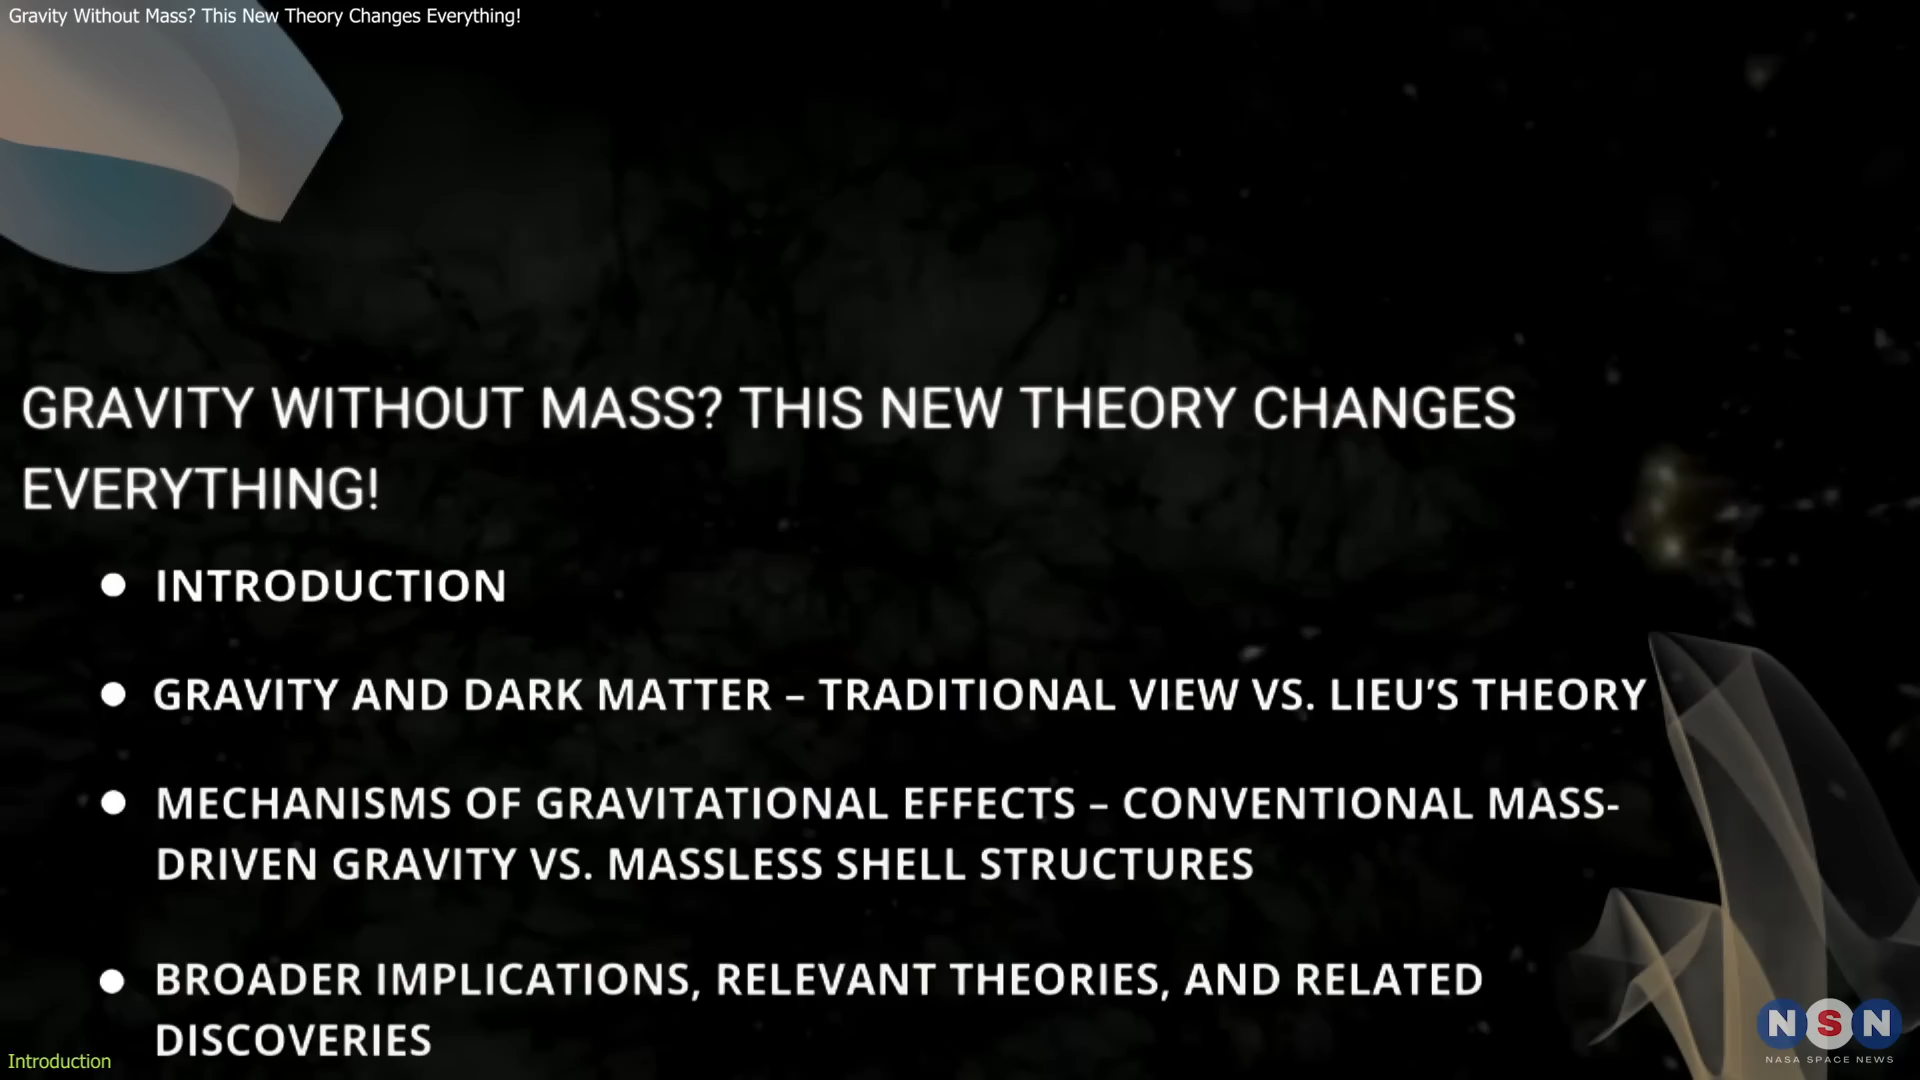 Gravity Without Mass? This New Theory Changes Everything!
GRAVITY WITHOUT MASS? THIS NEW THEORY CHANGES
EVERYTHING!
● INTRODUCTION
● GRAVITY AND DARK MATTER – TRADITIONAL VIEW VS. LIEU’S THEORY
● MECHANISMS OF GRAVITATIONAL EFFECTS – CONVENTIONAL MASS-
DRIVEN GRAVITY VS. MASSLESS SHELL STRUCTURES
● BROADER IMPLICATIONS, RELEVANT THEORIES, AND RELATED
DISCOVERIES
Introduction
NSN
NASA SPACE NEWS